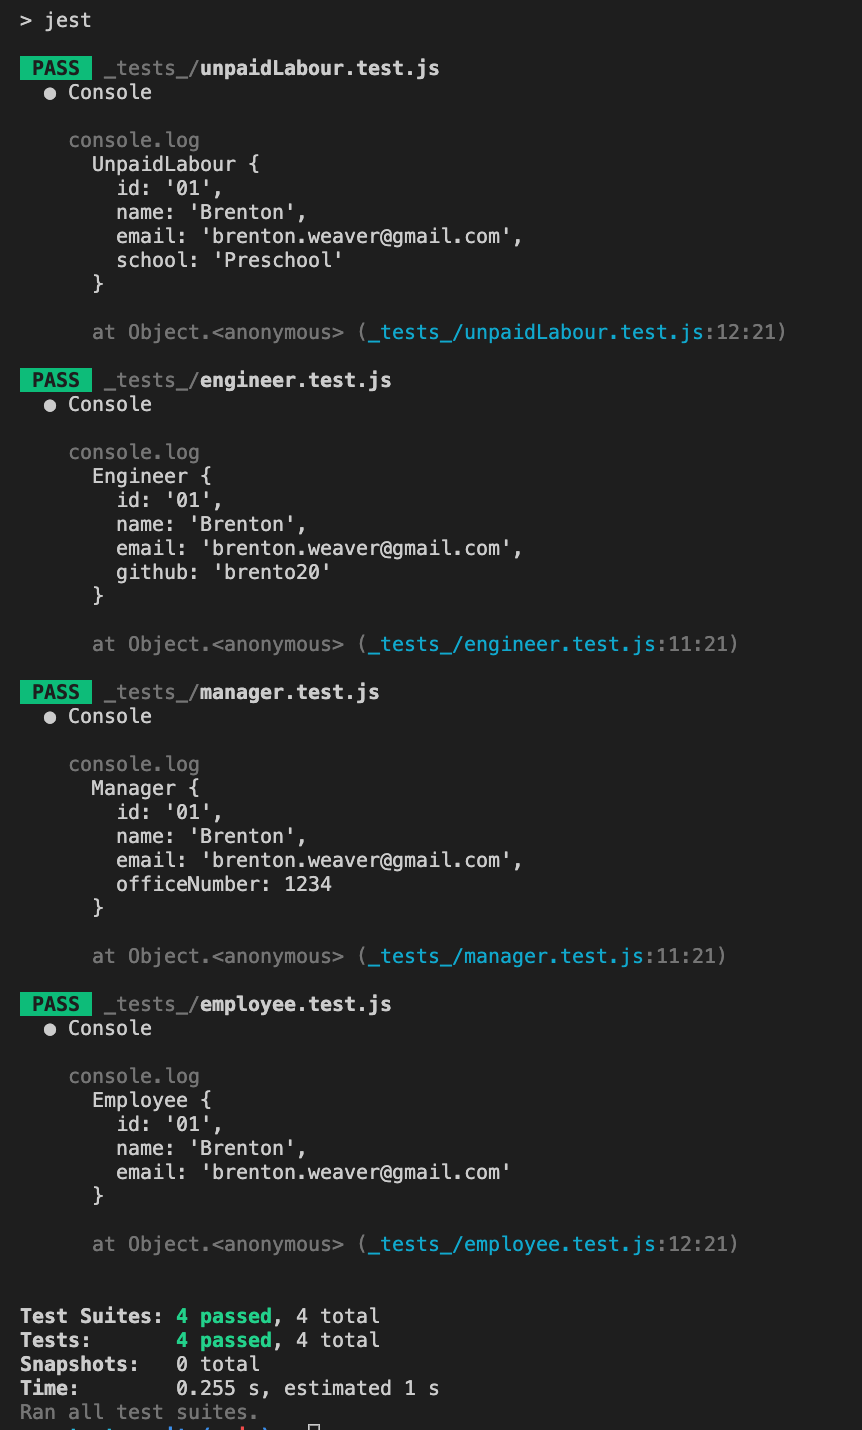 > jest
PASS _tests_/unpaidLabour.test.js
● Console
console.log
UnpaidLabour {
id: '01',
name: 'Brenton',
email: 'brenton.weaver@gmail.com',
school: 'Preschool'
}
at Object.<anonymous> (_tests_/unpaidLabour.test.js:12:21)
PASS _tests_/engineer.test.js
● Console
console.log
Engineer {
id: '01',
name: 'Brenton',
email: 'brenton.weaver@gmail.com',
github: 'brento20'
}
at Object.<anonymous> (_tests_/engineer.test.js:11:21)
PASS _tests_/manager.test.js
● Console
console.log
Manager {
id: '01',
name: 'Brenton',
email: 'brenton.weaver@gmail.com',
officeNumber: 1234
}
at Object.<anonymous> (_tests_/manager.test.js:11:21)
PASS _tests_/employee.test.js
● Console
console.log
Employee {
id: '01',
name: 'Brenton',
email: 'brenton.weaver@gmail.com'
}
at Object.<anonymous> (_tests_/employee.test.js:12:21)
Test Suites: 4 passed, 4 total
Tests: 4 passed, 4 total
Snapshots: 0 total
Time: 0.255 s, estimated 1 s
Ran all test suites.